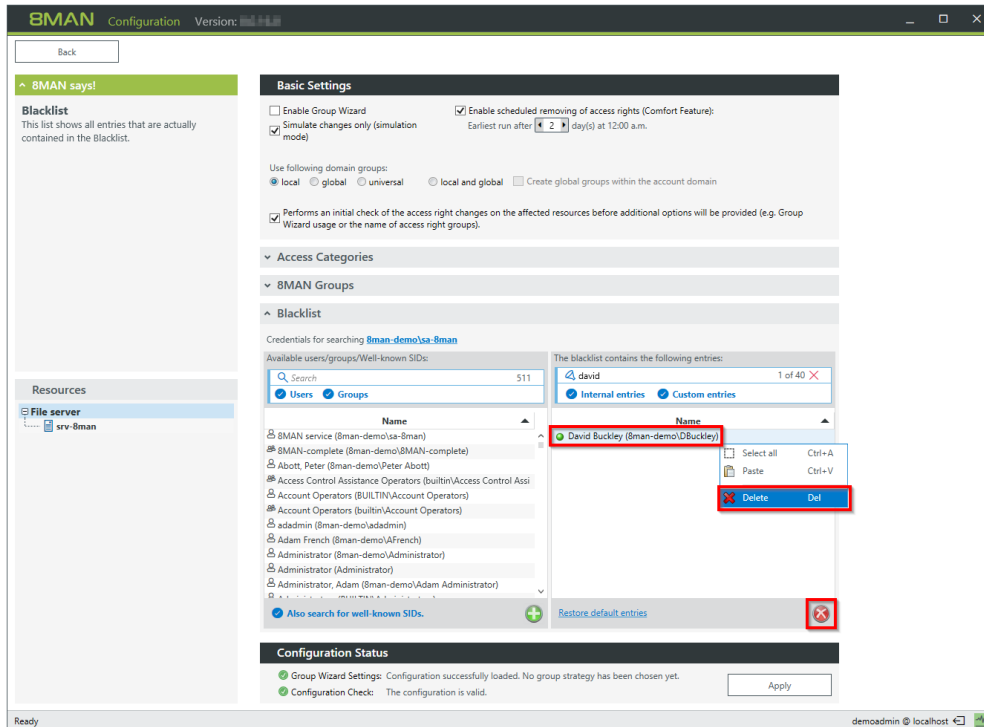 8MAN Configuration Version:
Back
8MAN says!
Blacklist
This list shows all entries that are actually
contained in the Blacklist.
Resources
File server
srv-8man
Basic Settings
Enable Group Wizard
Simulate changes only (simulation
mode)
Enable scheduled removing of access rights (Comfort Feature):
Earliest run after 2 day(s) at 12:00 a.m.
Use following domain groups:
local global universal local and global Create global groups within the account domain
Performs an initial check of the access right changes on the affected resources before additional options will be provided (e.g. Group
Wizard usage or the name of access right groups).
Access Categories
8MAN Groups
Blacklist
Credentials for searching 8man-demo\sa-8man
Available users/groups/Well-known SIDs:
Search 511
Users Groups
Name
8MAN service (8man-demo\sa-8man)
8MAN-complete (8man-demo\8MAN-complete)
Abott, Peter (8man-demo\Peter Abott)
Access Control Assistance Operators (builtin\Access Control Assi
Account Operators (BUILTIN\Account Operators)
Account Operators (builtin\Account Operators)
adadmin (8man-demo\adadmin)
Adam French (8man-demo\AFrench)
Administrator (8man-demo\Administrator)
Administrator (Administrator)
Administrator, Adam (8man-demo\Adam Administrator)
Also search for well-known SIDs.
The blacklist contains the following entries:
david 1 of 40
Internal entries Custom entries
Name
David Buckley (8man-demo\DBuckley)
Select all Ctrl+A
Paste Ctrl+V
Delete Del
Restore default entries
Configuration Status
Group Wizard Settings: Configuration successfully loaded. No group strategy has been chosen yet.
Configuration Check: The configuration is valid.
Apply
Ready
demoadmin @ localhost